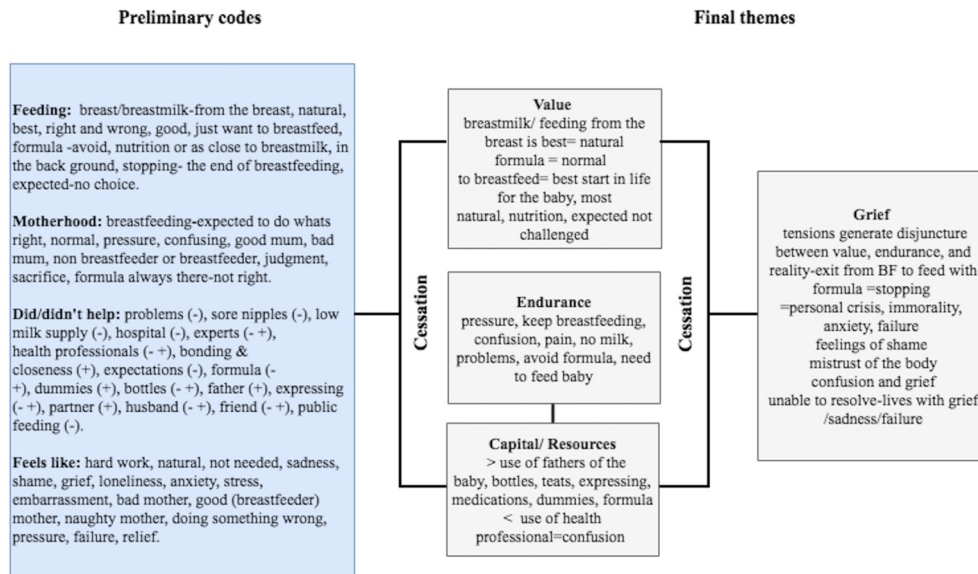 Preliminary codes
Final themes
Feeding: breast/breastmilk-from the breast, natural,
best, right and wrong, good, just want to breastfeed,
formula -avoid, nutrition or as close to breastmilk, in
the back ground, stopping- the end of breastfeeding,
expected-no choice.
Motherhood: breastfeeding-expected to do whats
right, normal, pressure, confusing, good mum, bad
mum, non breastfeeder or breastfeeder, judgment,
sacrifice, formula always there-not right.
Did/didn't help: problems (-), sore nipples (-), low
milk supply (-), hospital (-), experts (- +),
health professionals (- +), bonding &
closeness (+), expectations (-), formula (-
+), dummies (+), bottles (- +), father (+), expressing
(- +), partner (+), husband (- +), friend (- +), public
feeding (-).
Feels like: hard work, natural, not needed, sadness,
shame, grief, loneliness, anxiety, stress,
embarrassment, bad mother, good (breastfeeder)
mother, naughty mother, doing something wrong,
pressure, failure, relief.
Cessation
Value
breastmilk/ feeding from the
breast is best= natural
formula = normal
to breastfeed= best start in life
for the baby, most
natural, nutrition, expected not
challenged
Endurance
pressure, keep breastfeeding,
confusion, pain, no milk,
problems, avoid formula, need
to feed baby
Capital/ Resources
> use of fathers of the
baby, bottles, teats, expressing,
medications, dummies, formula
< use of health
professional=confusion
Cessation
Grief
tensions generate disjuncture
between value, endurance, and
reality-exit from BF to feed with
formula =stopping
=personal crisis, immorality,
anxiety, failure
feelings of shame
mistrust of the body
confusion and grief
unable to resolve-lives with grief
/sadness/failure